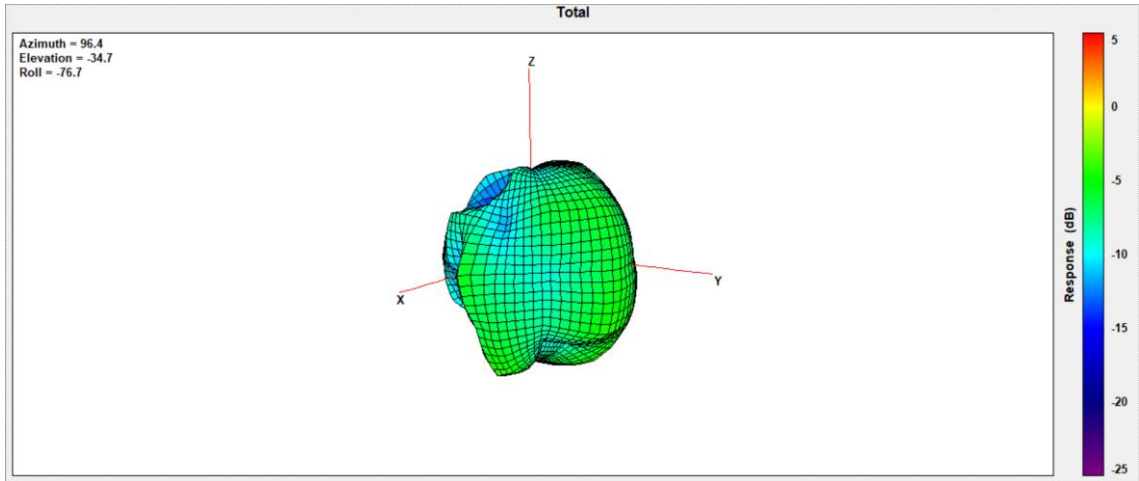 Total
Azimuth = 96.4
Elevation = -34.7
Roll = -76.7
Z
Y
X
5
0
-5
-10
-15
-20
-25
Response (dB)